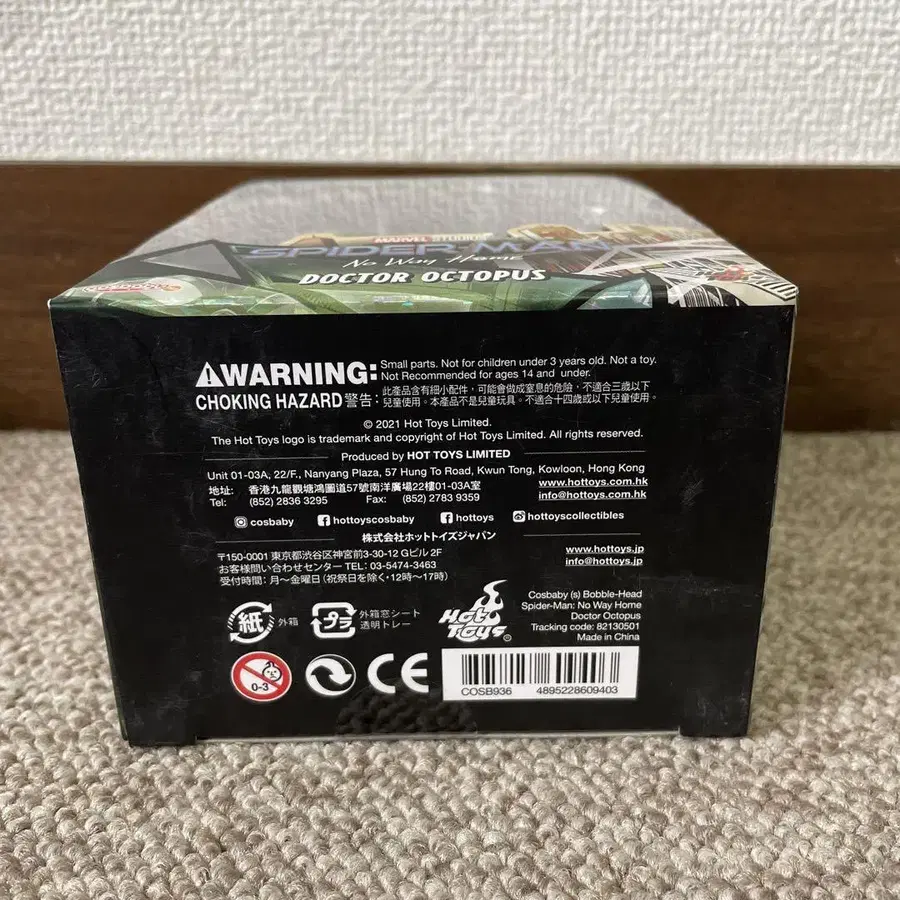 MARVEL STUDIOS
SPIDER-MAN
No Way Home
DOCTOR OCTOPUS
WARNING: Small parts. Not for children under 3 years old. Not a toy.
Not Recommended for ages 14 and under.
CHOKING HAZARD 警告: 此產品含有細小配件，可能會做成窒息的危險，不適合三歲以下
兒童使用。本產品不是兒童玩具。不適合十四歲或以下兒童使用。
© 2021 Hot Toys Limited.
The Hot Toys logo is trademark and copyright of Hot Toys Limited. All rights reserved.
Produced by HOT TOYS LIMITED
Unit 01-03A, 22/F., Nanyang Plaza, 57 Hung To Road, Kwun Tong, Kowloon, Hong Kong
地址: 香港九龍觀塘鴻圖道57號南洋廣場22樓01-03A室 www.hottoys.com.hk
Tel: (852) 2836 3295 Fax: (852) 2783 9359 info@hottoys.com.hk
cosbaby hottoyscosbaby hottoys hottoyscollectibles
株式会社ホットトイズジャパン
〒150-0001 東京都渋谷区神宮前3-30-12 Gビル 2F www.hottoys.jp
お客様問い合わせセンター TEL: 03-5474-3463 info@hottoys.jp
受付時間: 月〜金曜日 (祝祭日を除く・12時〜17時)
紙 外箱
プラ 外箱窓シート
透明トレー
Hot Toys
Cosbaby (s) Bobble-Head
Spider-Man: No Way Home
Doctor Octopus
Tracking code: 82130501
Made in China
0-3
CE
COSB936 4895228609403